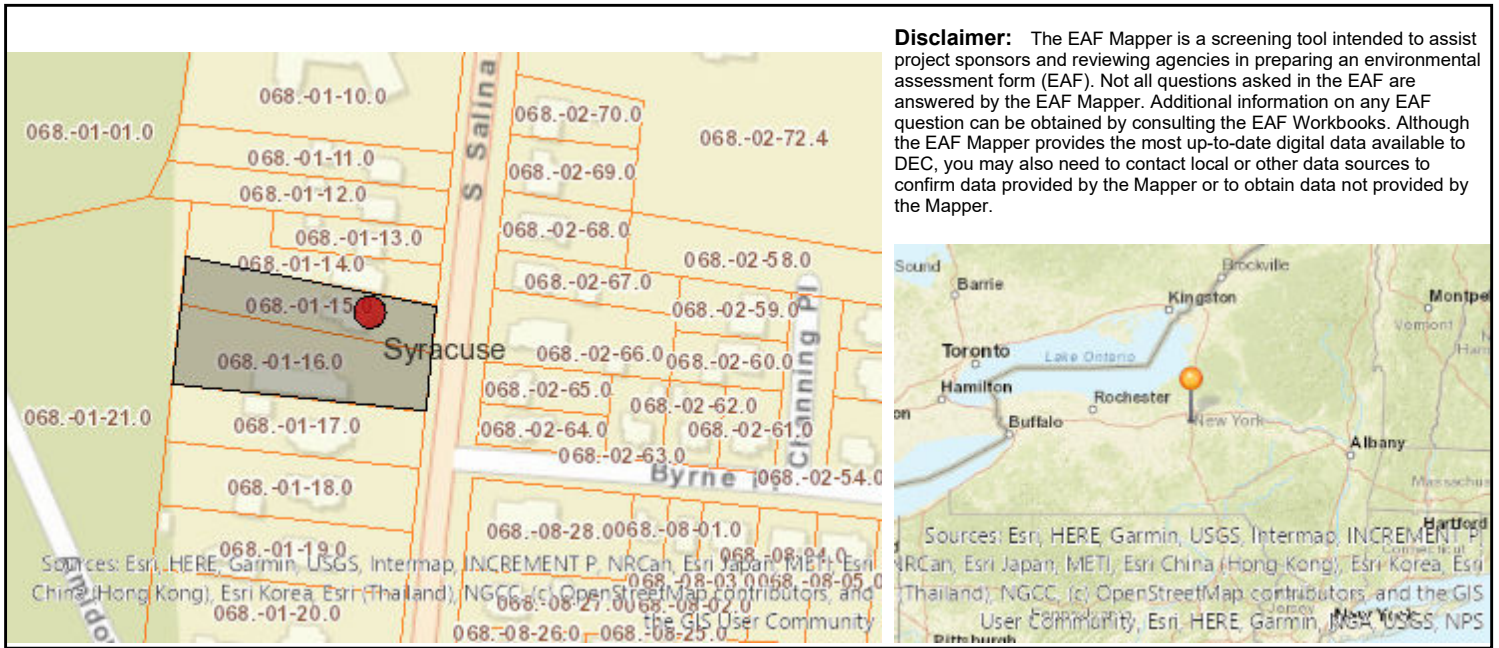 Disclaimer: The EAF Mapper is a screening tool intended to assist
project sponsors and reviewing agencies in preparing an environmental
assessment form (EAF). Not all questions asked in the EAF are
answered by the EAF Mapper. Additional information on any EAF
question can be obtained by consulting the EAF Workbooks. Although
the EAF Mapper provides the most up-to-date digital data available to
DEC, you may also need to contact local or other data sources to
confirm data provided by the Mapper or to obtain data not provided by
the Mapper.
068.-01-10.0
068.-01-01.0
068.-01-11.0
068.-01-12.0
068.-01-13.0
068.-01-14.0
068.-01-16.0
068.-01-21.0
068.-01-17.0
068.-01-18.0
068.-01-19.0
068.-01-20.0
Syracuse
S Salina
068.-02-70.0
068.-02-72.4
068.-02-69.0
068.-02-68.0
068.-02-58.0
068.-02-67.0
068.-02-59.0
068.-02-66.0
068.-02-60.0
068.-02-65.0
068.-02-62.0
068.-02-64.0
068.-02-61.0
068.-02-63.0
068.-02-54.0
Channing Pl
Byrne
068.-08-28.0
068.-08-01.0
068.-08-04.0
068.-08-03.0
068.-08-05.0
068.-08-27.0
068.-08-02.0
068.-08-26.0
068.-08-25.0
Sources: Esri, HERE, Garmin, USGS, Intermap, INCREMENT P, NRCan, Esri Japan, METI, Esri
China (Hong Kong), Esri Korea, Esri (Thailand), NGCC, (c) OpenStreetMap contributors, and
the GIS User Community
Sound
Barrie
Brockville
Kingston
Montpe
Vermont
Toronto
Lake Ontario
Hamilton
Rochester
Buffalo
New York
Albany
Massachus
Hartford
Connecticut
Pennsylvania
Jersey
New York
Pittsburgh
Sources: Esri, HERE, Garmin, USGS, Intermap, INCREMENT P,
NRCan, Esri Japan, METI, Esri China (Hong Kong), Esri Korea, Esri
(Thailand), NGCC, (c) OpenStreetMap contributors, and the GIS
User Community, Esri, HERE, Garmin, NGA, USGS, NPS